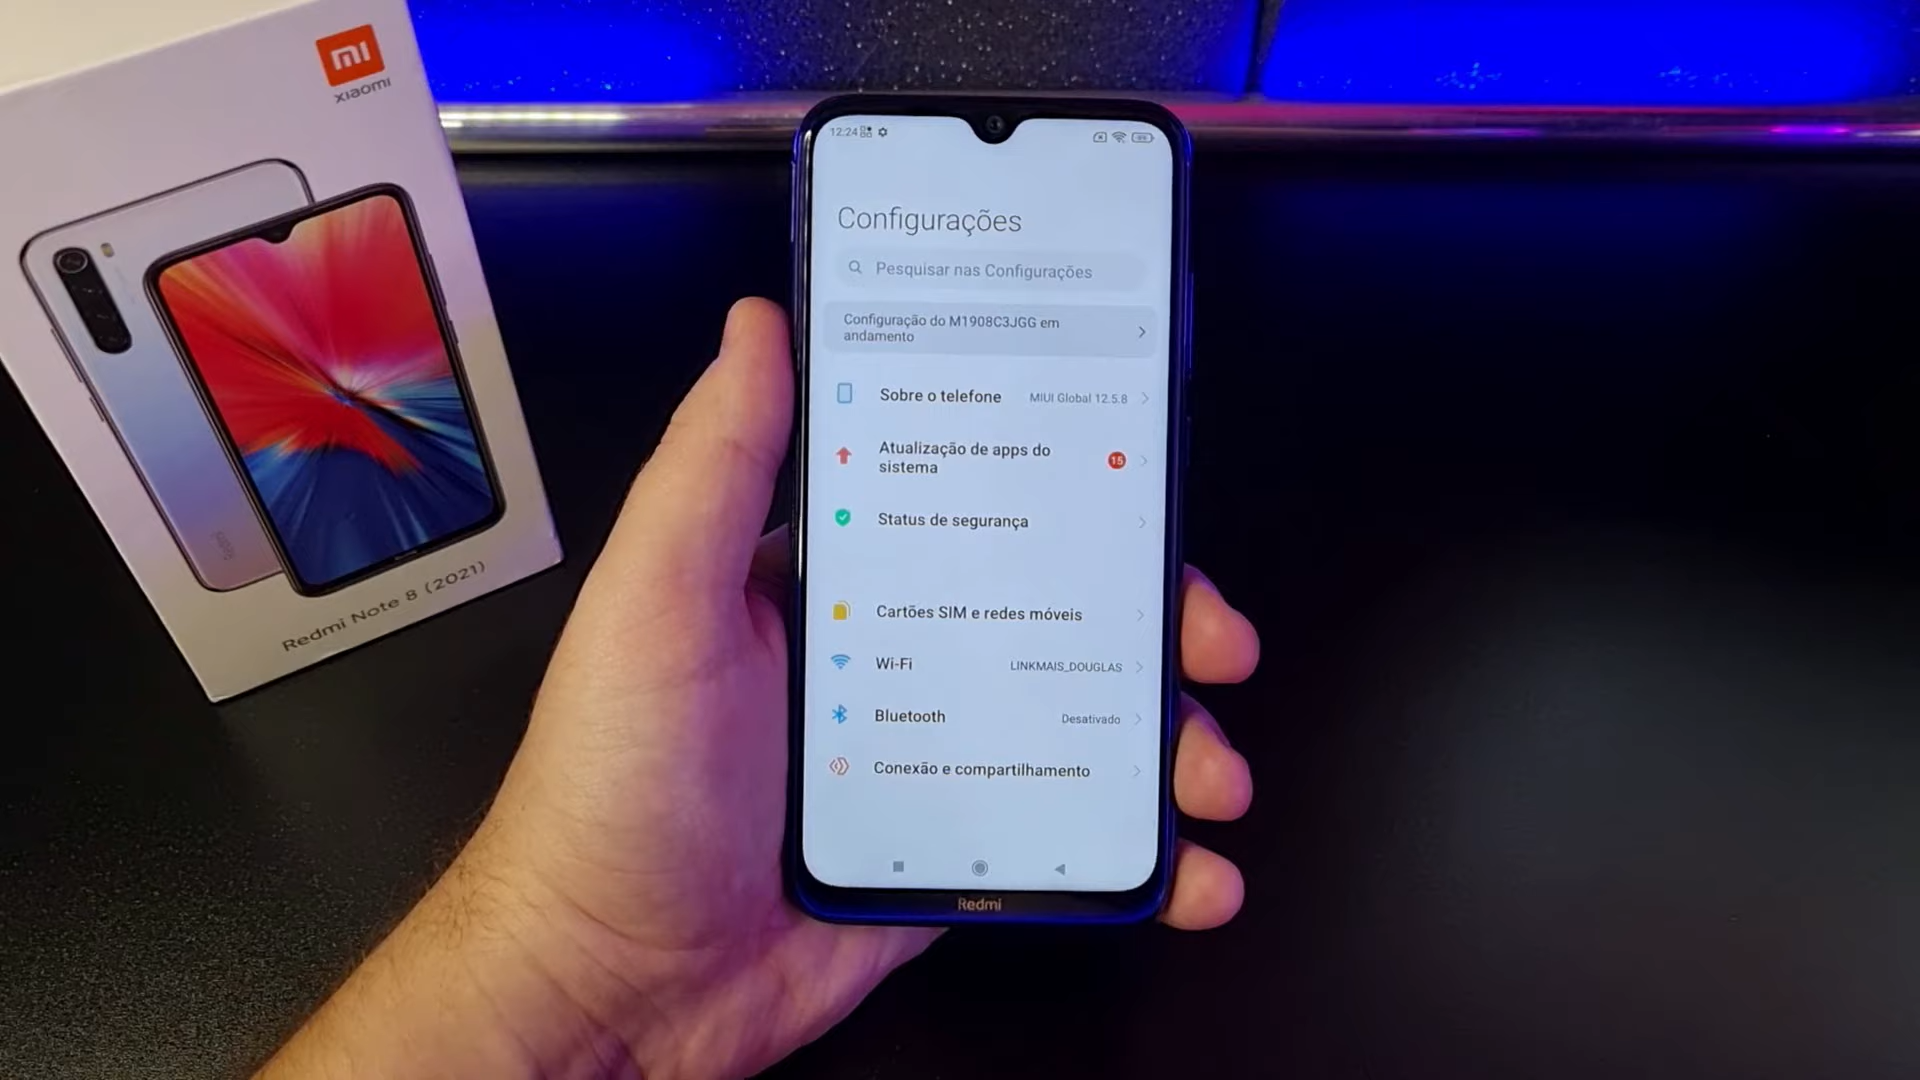 mi
xiaomi
Redmi
Redmi Note 8 (2021)
12:24
Configurações
Pesquisar nas Configurações
Configuração do M1908C3JGG em
andamento
Sobre o telefone MIUI Global 12.5.8
Atualização de apps do
sistema
15
Status de segurança
Cartões SIM e redes móveis
Wi-Fi LINKMAIS_DOUGLAS
Bluetooth Desativado
Conexão e compartilhamento
Redmi